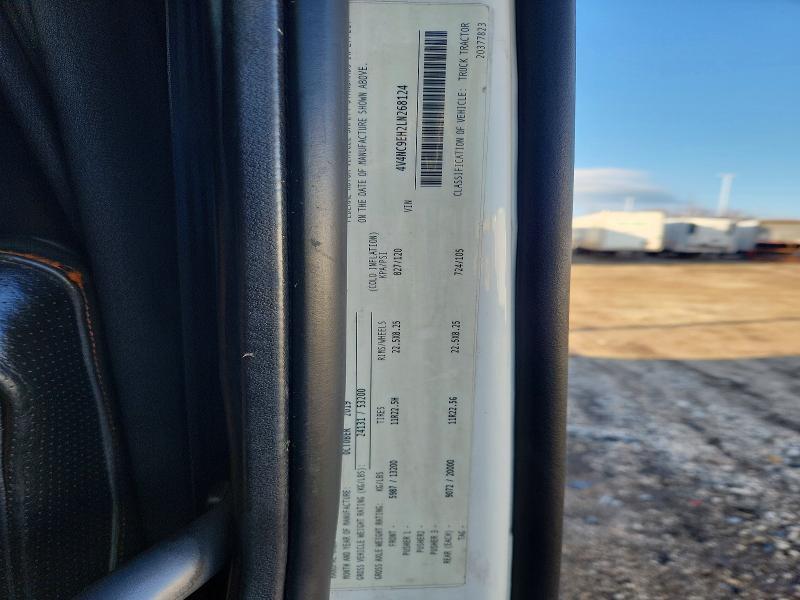 ON THE DATE OF MANUFACTURE SHOWN ABOVE.
MONTH AND YEAR OF MANUFACTURE: OCTOBER 2019
GROSS VEHICLE WEIGHT RATING (KG/LBS): 24131 / 53200
GROSS AXLE WEIGHT RATING: KG/LBS TIRES RIMS/WHEELS (COLD INFLATION) KPA/PSI
FRONT - 5987 / 13200 11R22.5H 22.5X8.25 827/120
PUSHER 1 -
PUSHER2 -
PUSHER 3 -
REAR (EACH) - 9072 / 20000 11R22.5G 22.5X8.25 724/105
TAG -
VIN 4V4NC9EH2LN268124
CLASSIFICATION OF VEHICLE: TRUCK TRACTOR
20377823